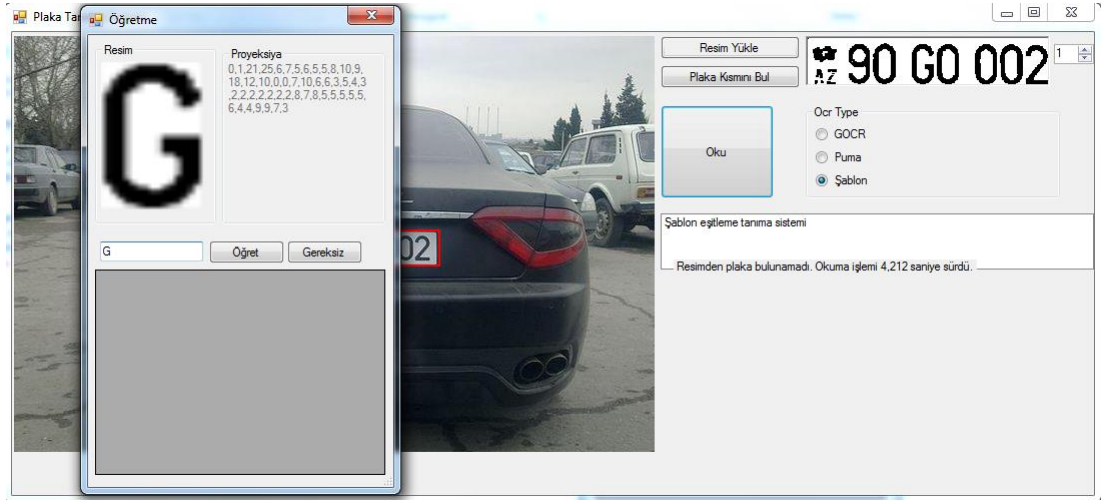 Plaka Tar
Öğretme
Resim
G
Proyeksiya
0,1,21,25,6,7,5,6,5,5,8,10,9,
18,12,10,0,0,7,10,6,6,3,5,4,3
,2,2,2,2,2,2,2,8,7,8,5,5,5,5,5,
6,4,4,9,9,7,3
G
Öğret
Gereksiz
02
Resim Yükle
Plaka Kısmını Bul
AZ 90 GO 002
1
Oku
Ocr Type
GOCR
Puma
Şablon
Şablon eşitleme tanıma sistemi
Resimden plaka bulunamadı. Okuma işlemi 4,212 saniye sürdü.